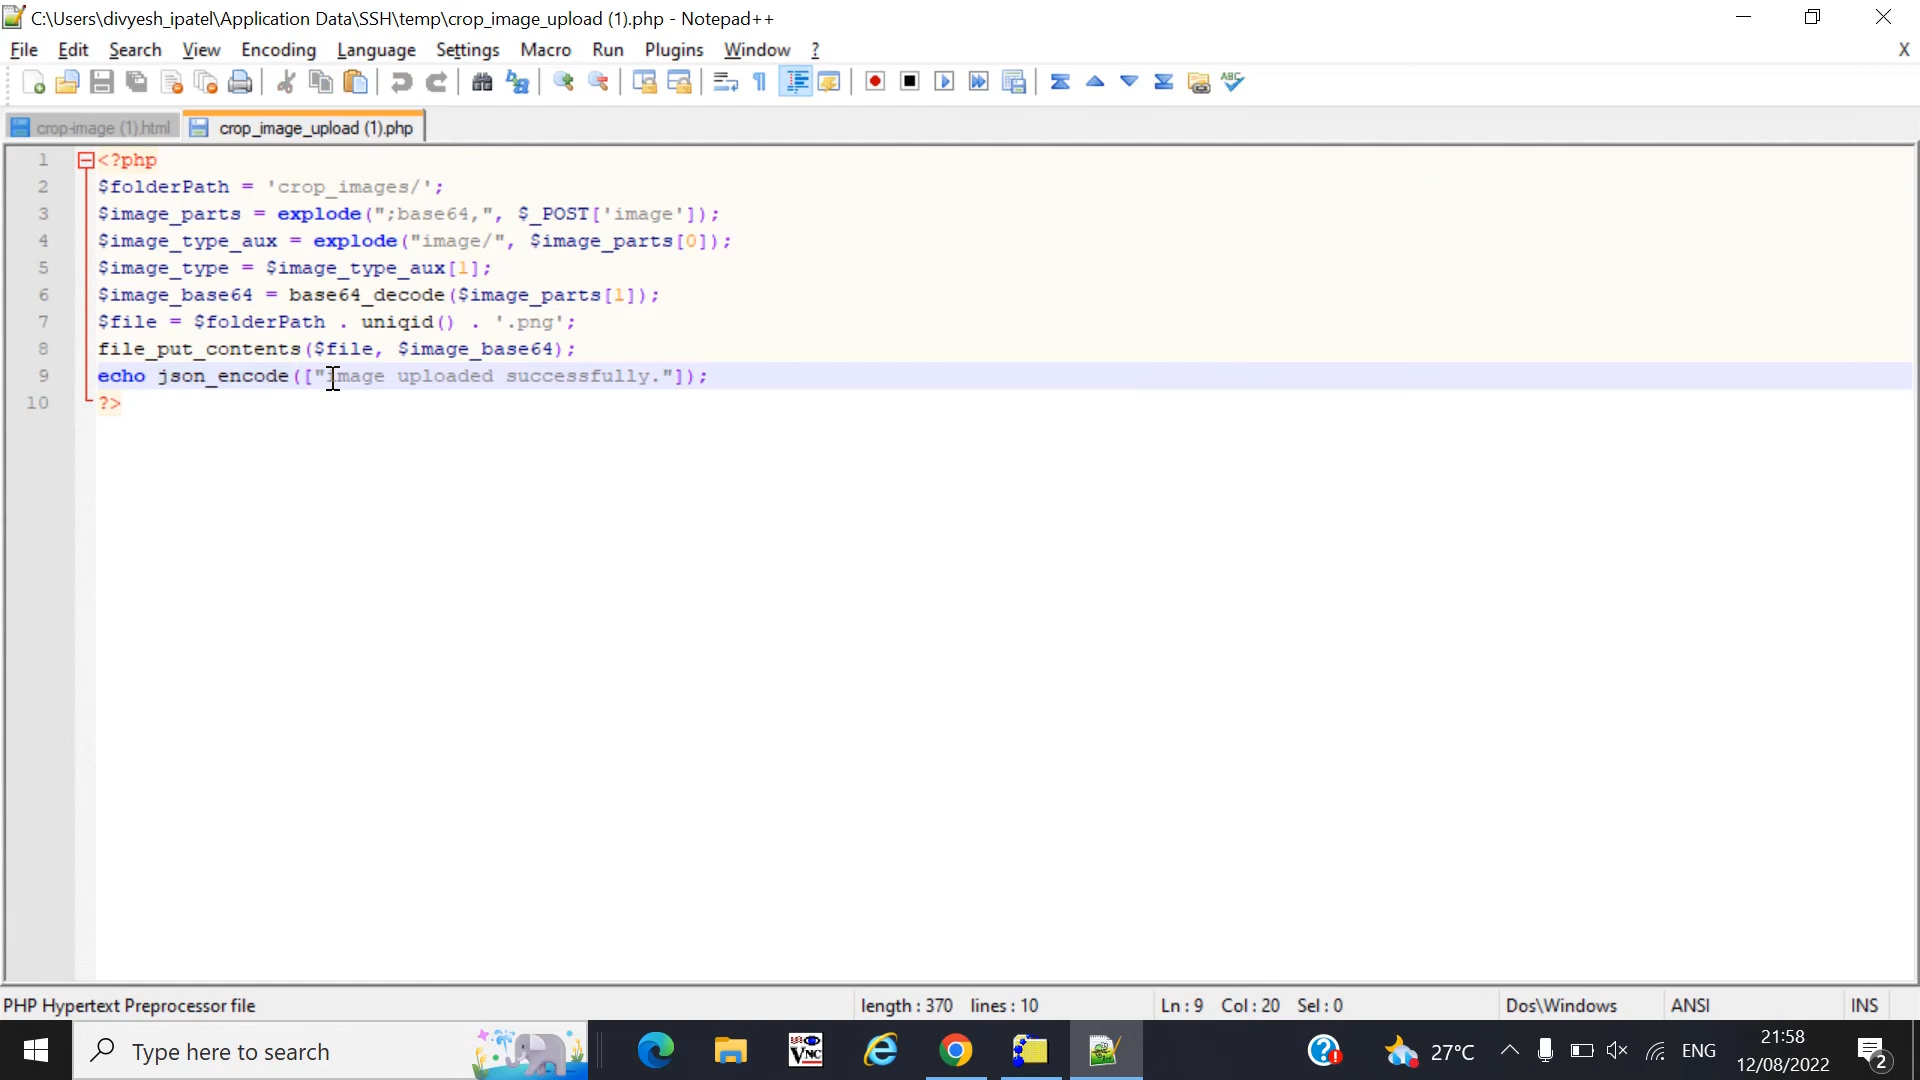 C:\Users\divyesh_ipatel\Application Data\SSH\temp\crop_image_upload (1).php - Notepad++
File Edit Search View Encoding Language Settings Macro Run Plugins Window ? X
ABC
crop-image (1).html crop_image_upload (1).php
1 <?php
2 $folderPath = 'crop_images/';
3 $image_parts = explode(";base64,", $_POST['image']);
4 $image_type_aux = explode("image/", $image_parts[0]);
5 $image_type = $image_type_aux[1];
6 $image_base64 = base64_decode($image_parts[1]);
7 $file = $folderPath . uniqid() . '.png';
8 file_put_contents($file, $image_base64);
9 echo json_encode(["image uploaded successfully."]);
10 ?>
PHP Hypertext Preprocessor file length : 370 lines : 10 Ln : 9 Col : 20 Sel : 0 Dos\Windows ANSI INS
Type here to search VNC 27°C ENG 21:58
12/08/2022 2